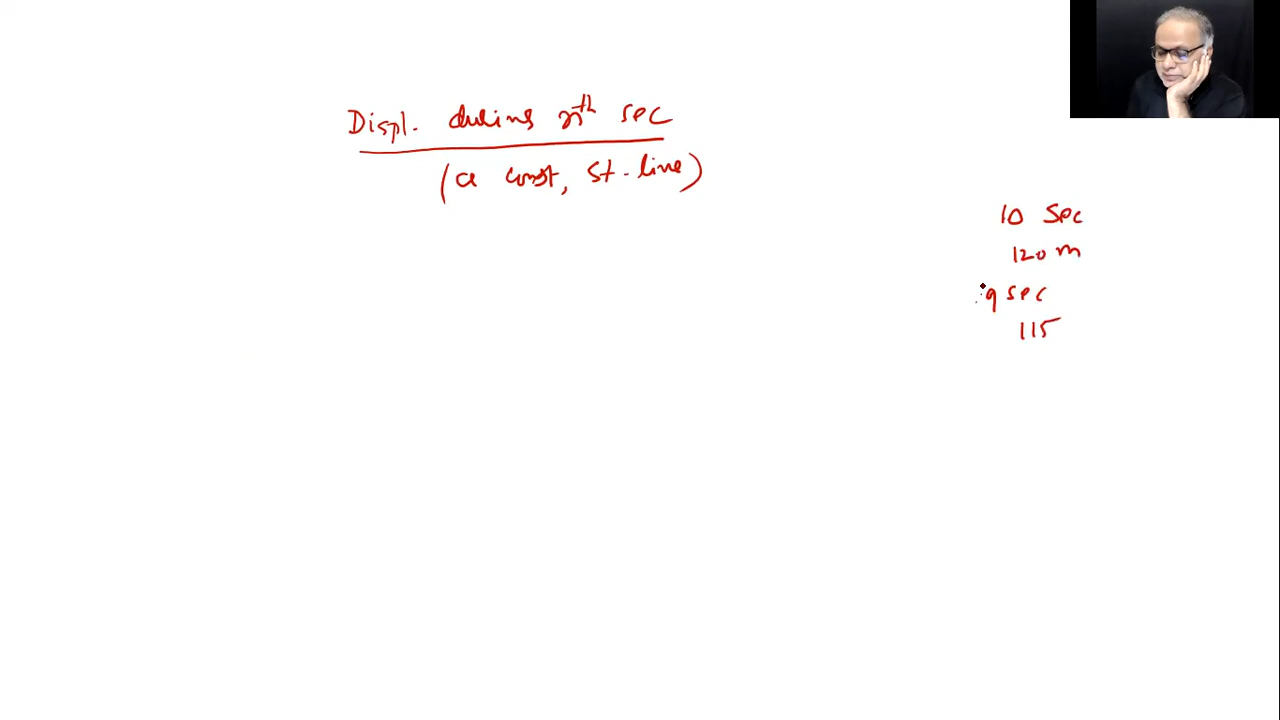 Displ. during nth sec
(a const, St-line)
10 Sec
120 m
9 sec
115